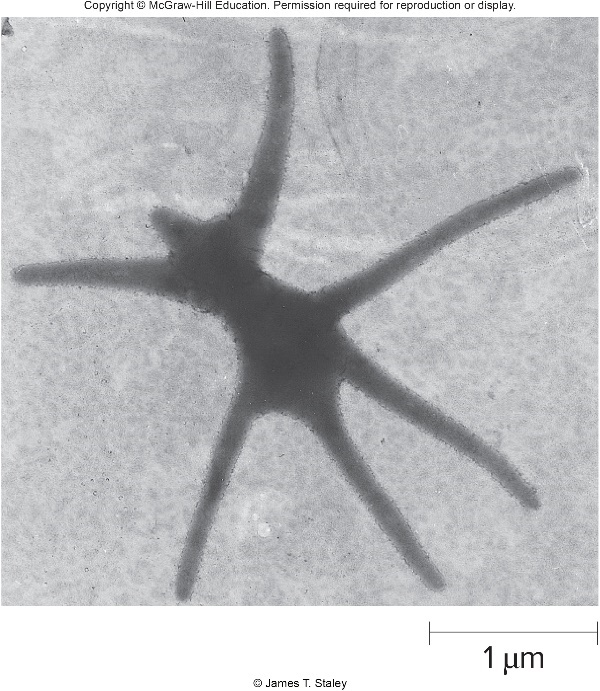 Copyright © McGraw-Hill Education. Permission required for reproduction or display.
1 µm
© James T. Staley